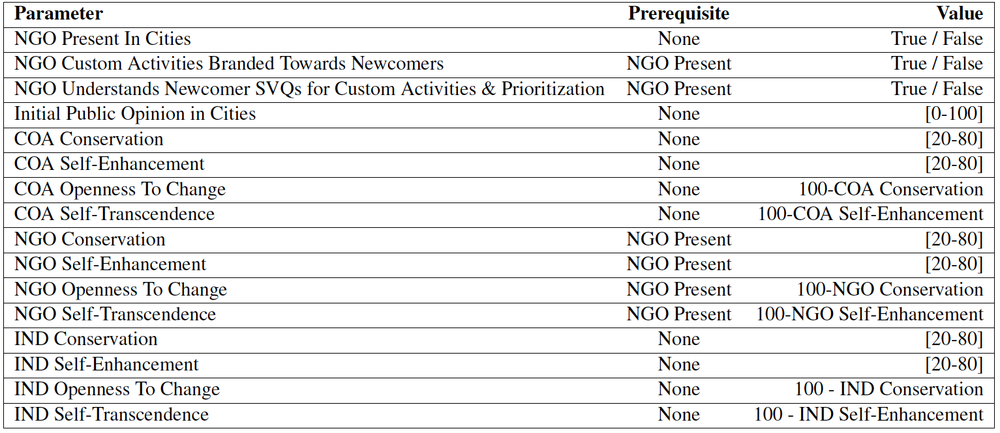 Parameter Prerequisite Value
NGO Present In Cities None True / False
NGO Custom Activities Branded Towards Newcomers NGO Present True / False
NGO Understands Newcomer SVQs for Custom Activities & Prioritization NGO Present True / False
Initial Public Opinion in Cities None [0-100]
COA Conservation None [20-80]
COA Self-Enhancement None [20-80]
COA Openness To Change None 100-COA Conservation
COA Self-Transcendence None 100-COA Self-Enhancement
NGO Conservation NGO Present [20-80]
NGO Self-Enhancement NGO Present [20-80]
NGO Openness To Change NGO Present 100-NGO Conservation
NGO Self-Transcendence NGO Present 100-NGO Self-Enhancement
IND Conservation None [20-80]
IND Self-Enhancement None [20-80]
IND Openness To Change None 100 - IND Conservation
IND Self-Transcendence None 100 - IND Self-Enhancement